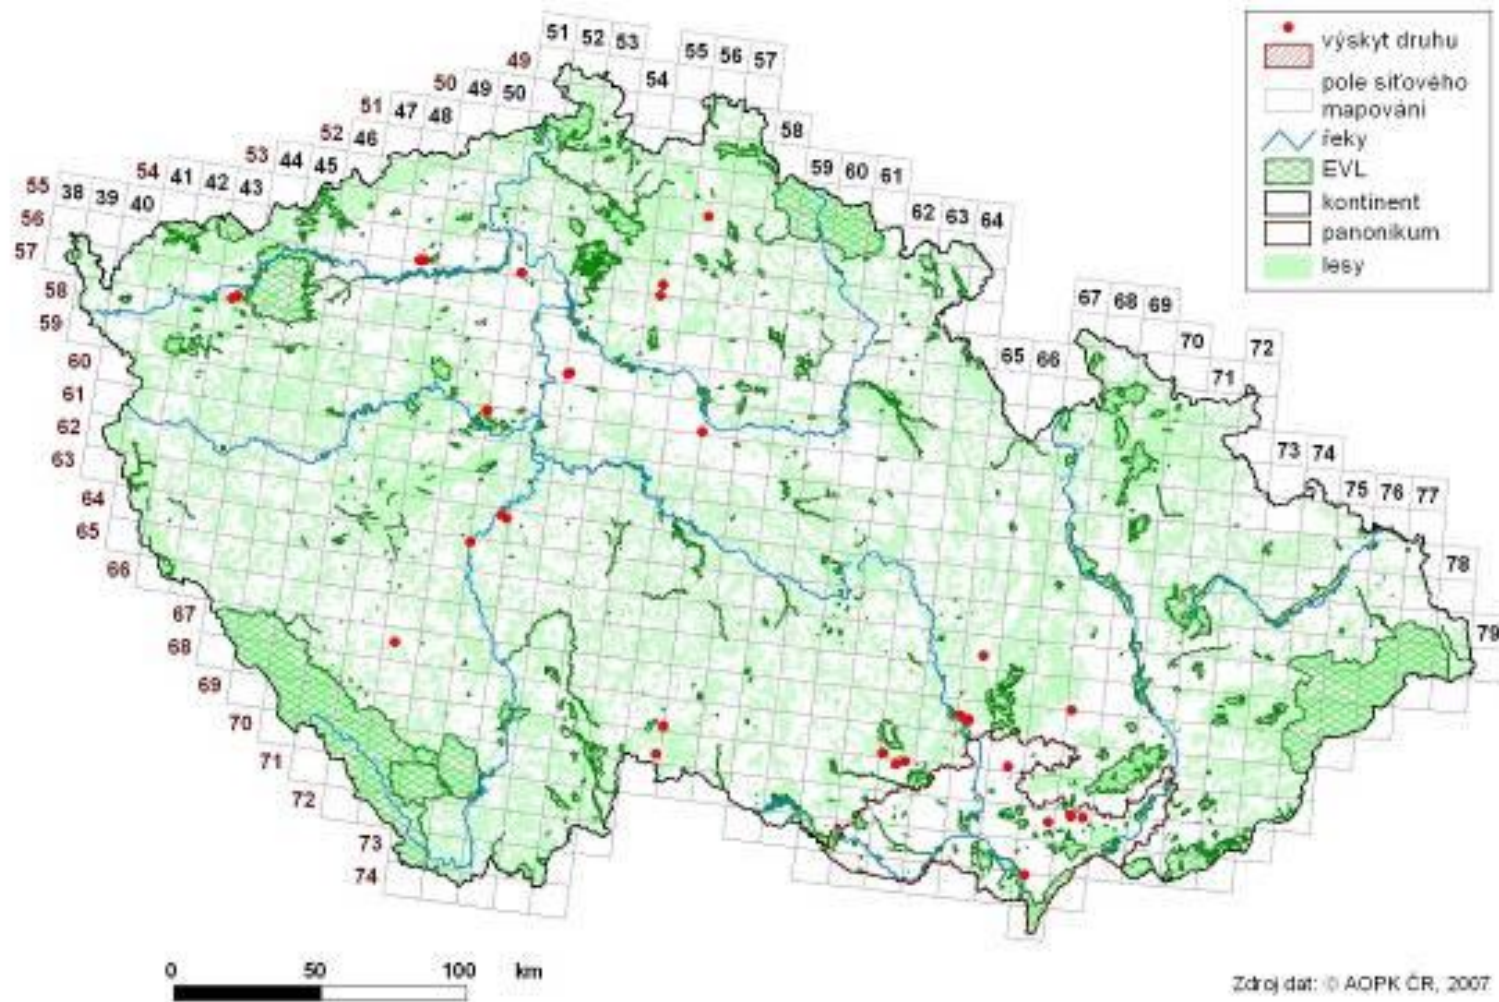 51 52 53
55 56 57
49
54
50 49 50
51 47 48
58
52 46
53 44 45
59 60 61
54 41 42 43
55 38 39 40
62 63 64
56
57
58
59
60
61
62
63
64
65
66
67
68
69
70
71
72
73
74
67 68 69
70
72
65 66
71
73 74
75 76 77
78
79
výskyt druhu
pole síťového
mapování
řeky
EVL
kontinent
panonikum
lesy
0 50 100 km
Zdroj dat: © AOPK ČR, 2007